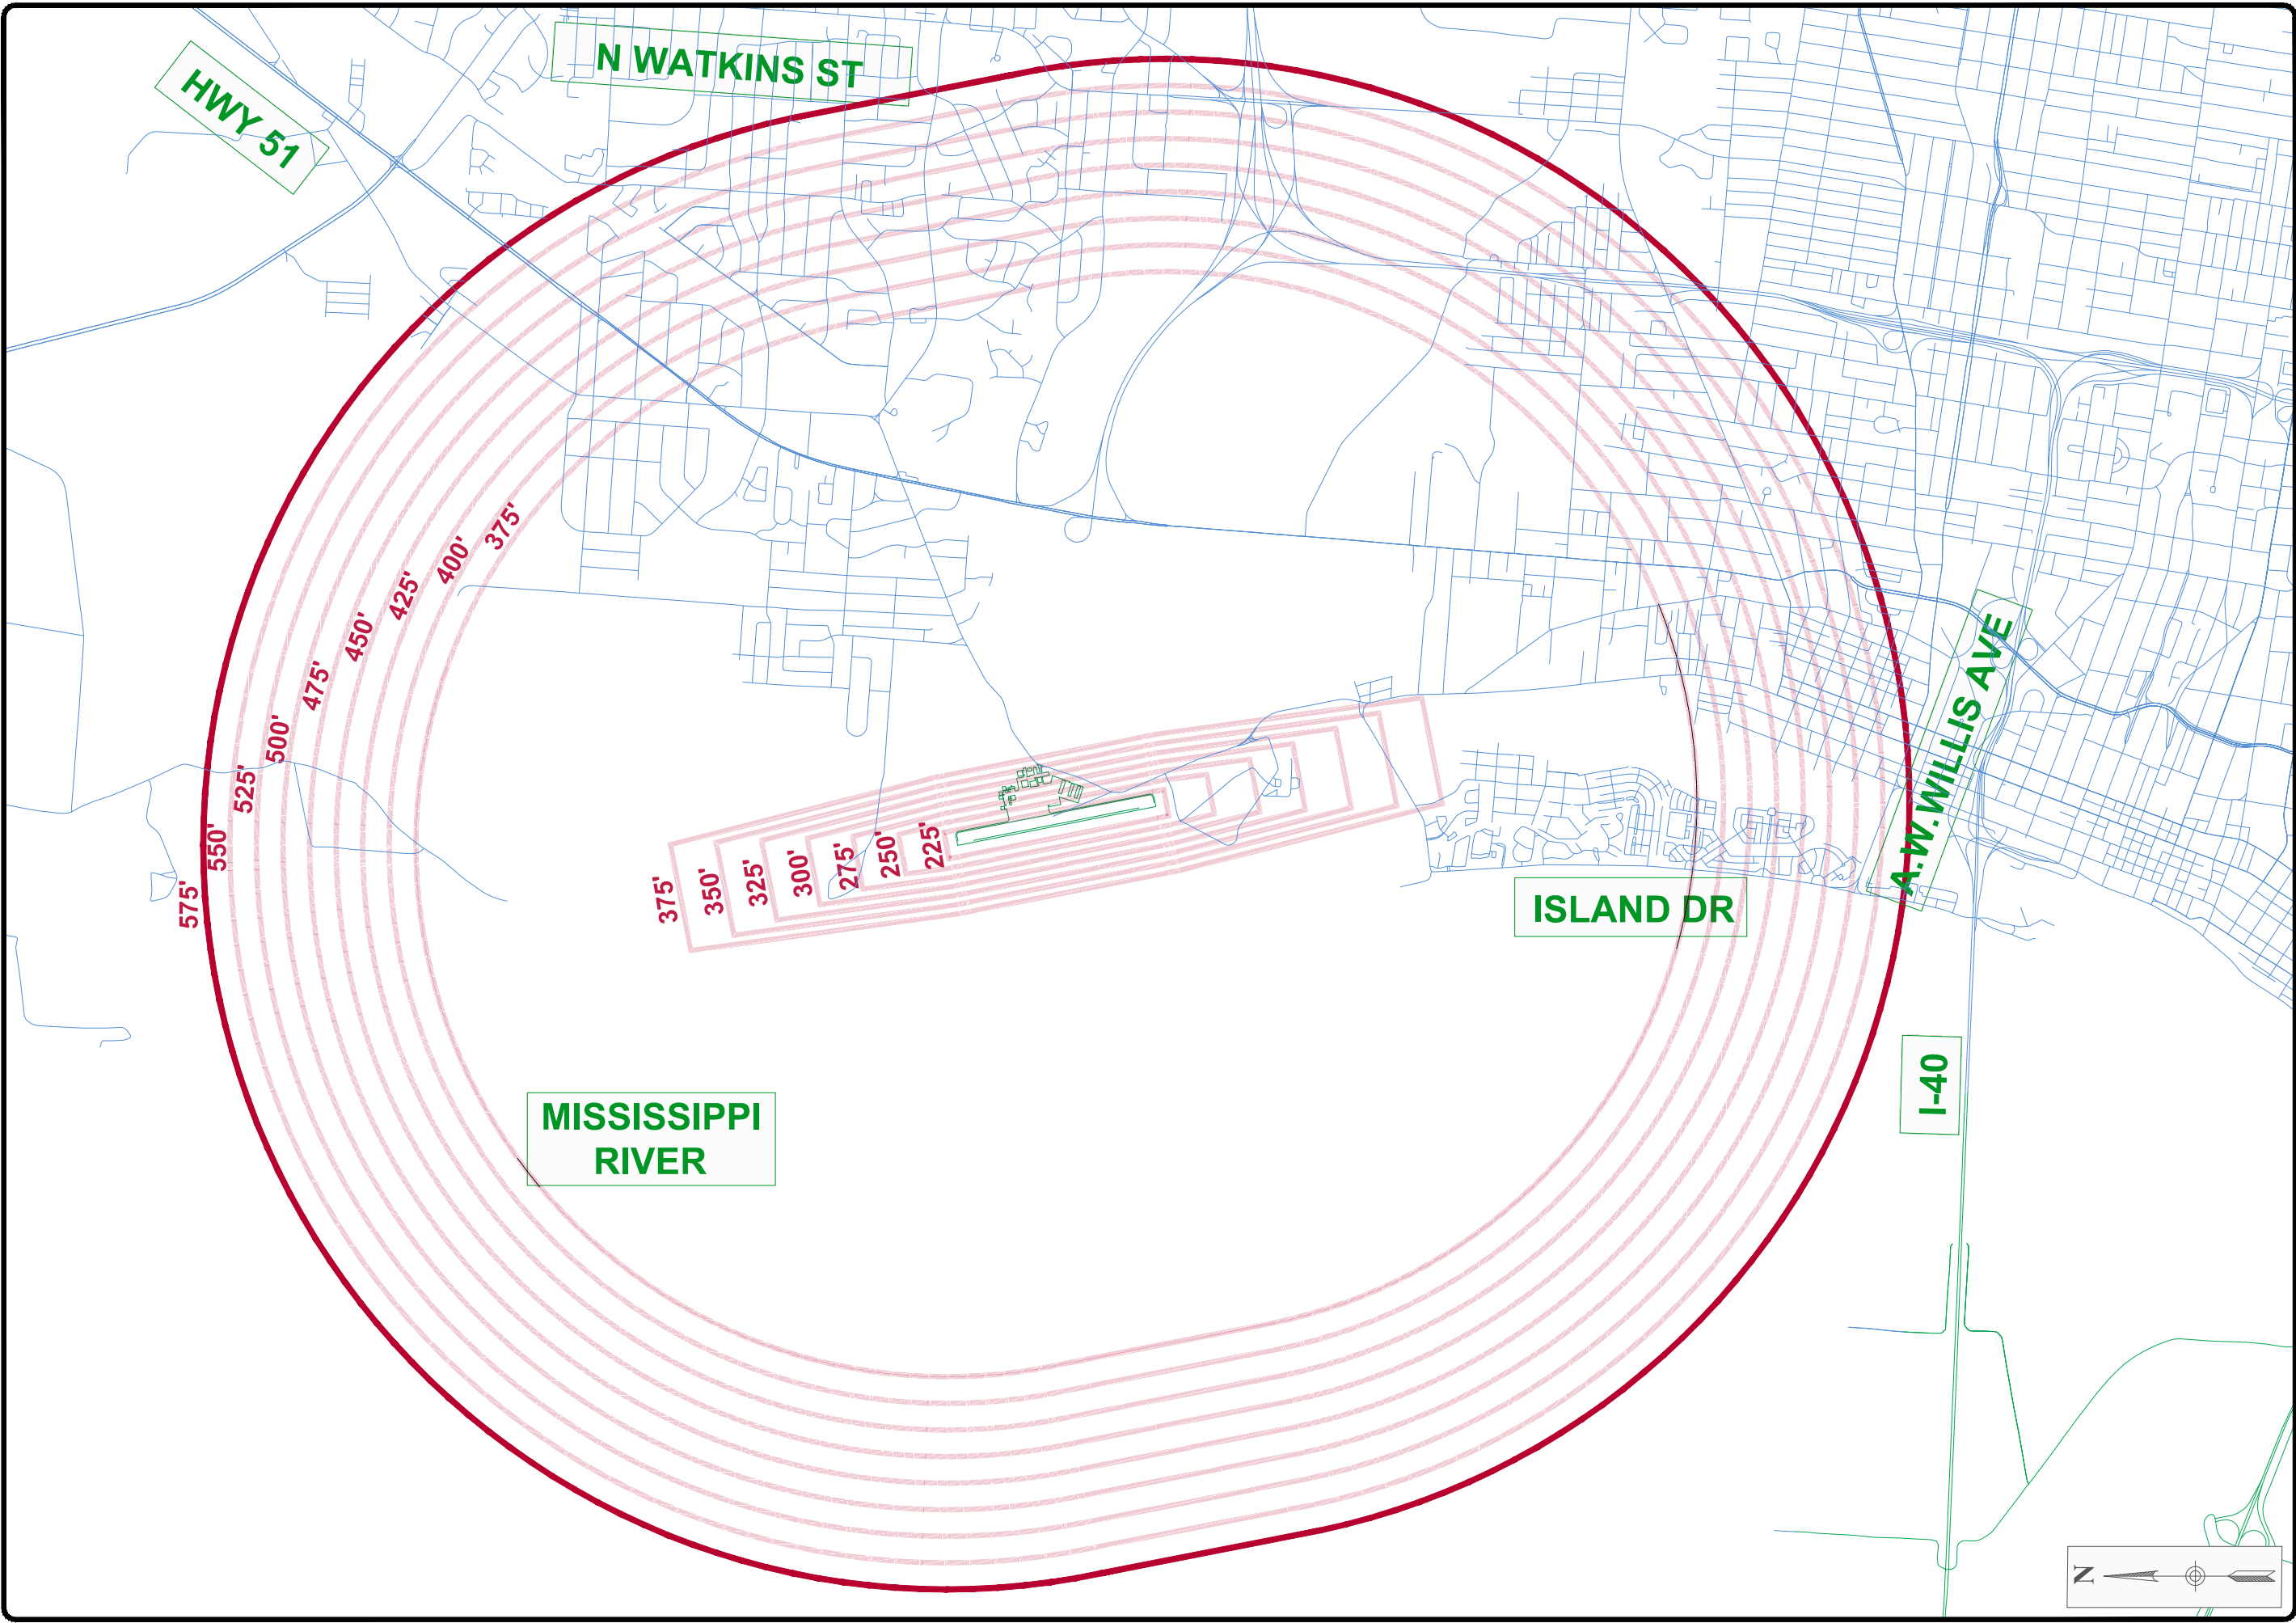 N WATKINS ST
HWY 51
375'
400'
425'
450'
475'
500'
525'
550'
575'
375'
350'
325'
300'
275'
250'
225'
A.W.WILLIS AVE
ISLAND DR
MISSISSIPPI
RIVER
I-40
N